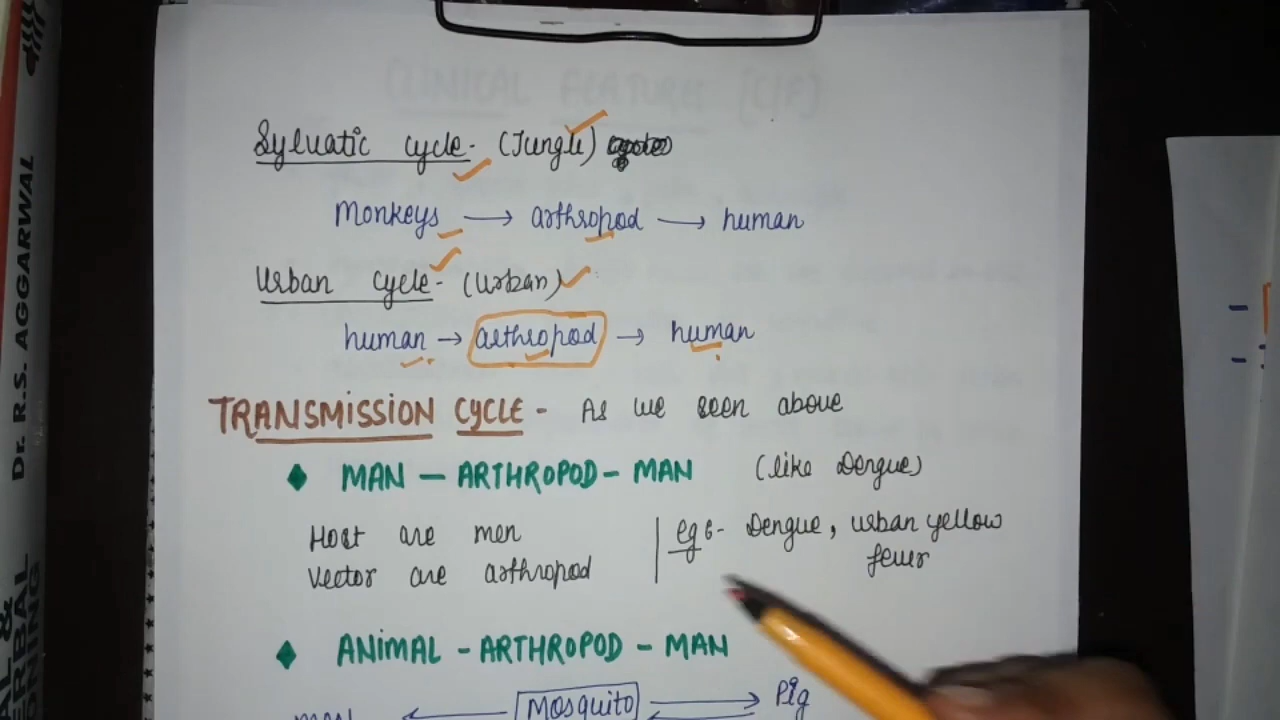 Sylvatic cycle - (Jungle)
Monkeys → arthropod → human
Urban cycle - (Urban)
human → arthropod → human
TRANSMISSION CYCLE - As we seen above
MAN - ARTHROPOD - MAN (like Dengue)
Host are men
Vector are arthropod
eg:- Dengue, urban yellow
fever
ANIMAL - ARTHROPOD - MAN
Mosquito Pig
Dr. R.S. AGGARWAL